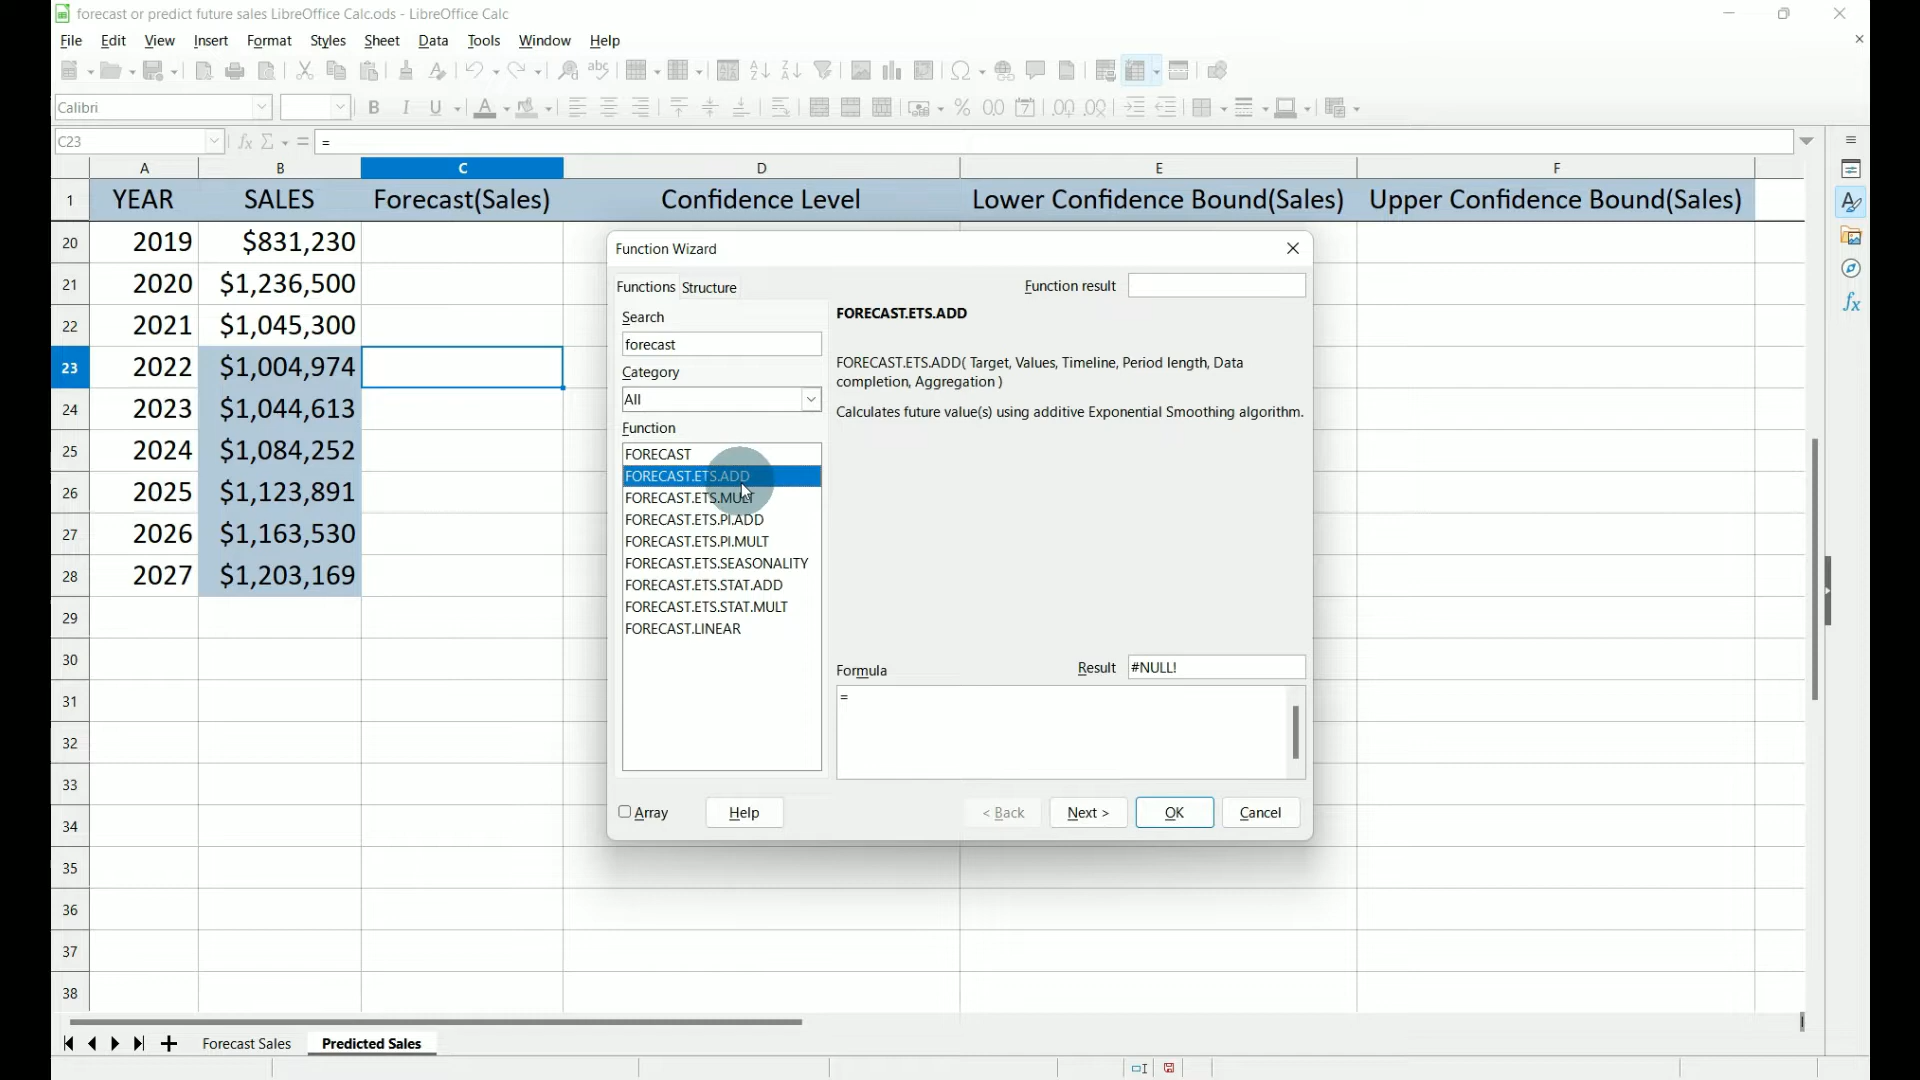 forecast or predict future sales LibreOffice Calc.ods - LibreOffice Calc
File Edit View Insert Format Styles Sheet Data Tools Window Help
Calibri
C23 =
A B C D E F
1 YEAR SALES Forecast(Sales) Confidence Level Lower Confidence Bound(Sales) Upper Confidence Bound(Sales)
20 2019 $831,230
21 2020 $1,236,500
22 2021 $1,045,300
23 2022 $1,004,974
24 2023 $1,044,613
25 2024 $1,084,252
26 2025 $1,123,891
27 2026 $1,163,530
28 2027 $1,203,169
29
30
31
32
33
34
35
36
37
38
Function Wizard
Functions Structure
Function result
Search
forecast
Category
All
Function
FORECAST
FORECAST.ETS.ADD
FORECAST.ETS.MULT
FORECAST.ETS.PI.ADD
FORECAST.ETS.PI.MULT
FORECAST.ETS.SEASONALITY
FORECAST.ETS.STAT.ADD
FORECAST.ETS.STAT.MULT
FORECAST.LINEAR
FORECAST.ETS.ADD
FORECAST.ETS.ADD( Target, Values, Timeline, Period length, Data
completion, Aggregation )
Calculates future value(s) using additive Exponential Smoothing algorithm.
Formula Result #NULL!
=
Array Help < Back Next > OK Cancel
Forecast Sales Predicted Sales